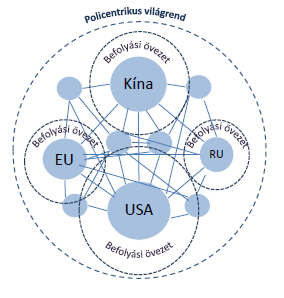 Policentrikus világrend
Befolyási övezet
Kína
Befolyási övezet
EU
Befolyási övezet
RU
USA
Befolyási övezet